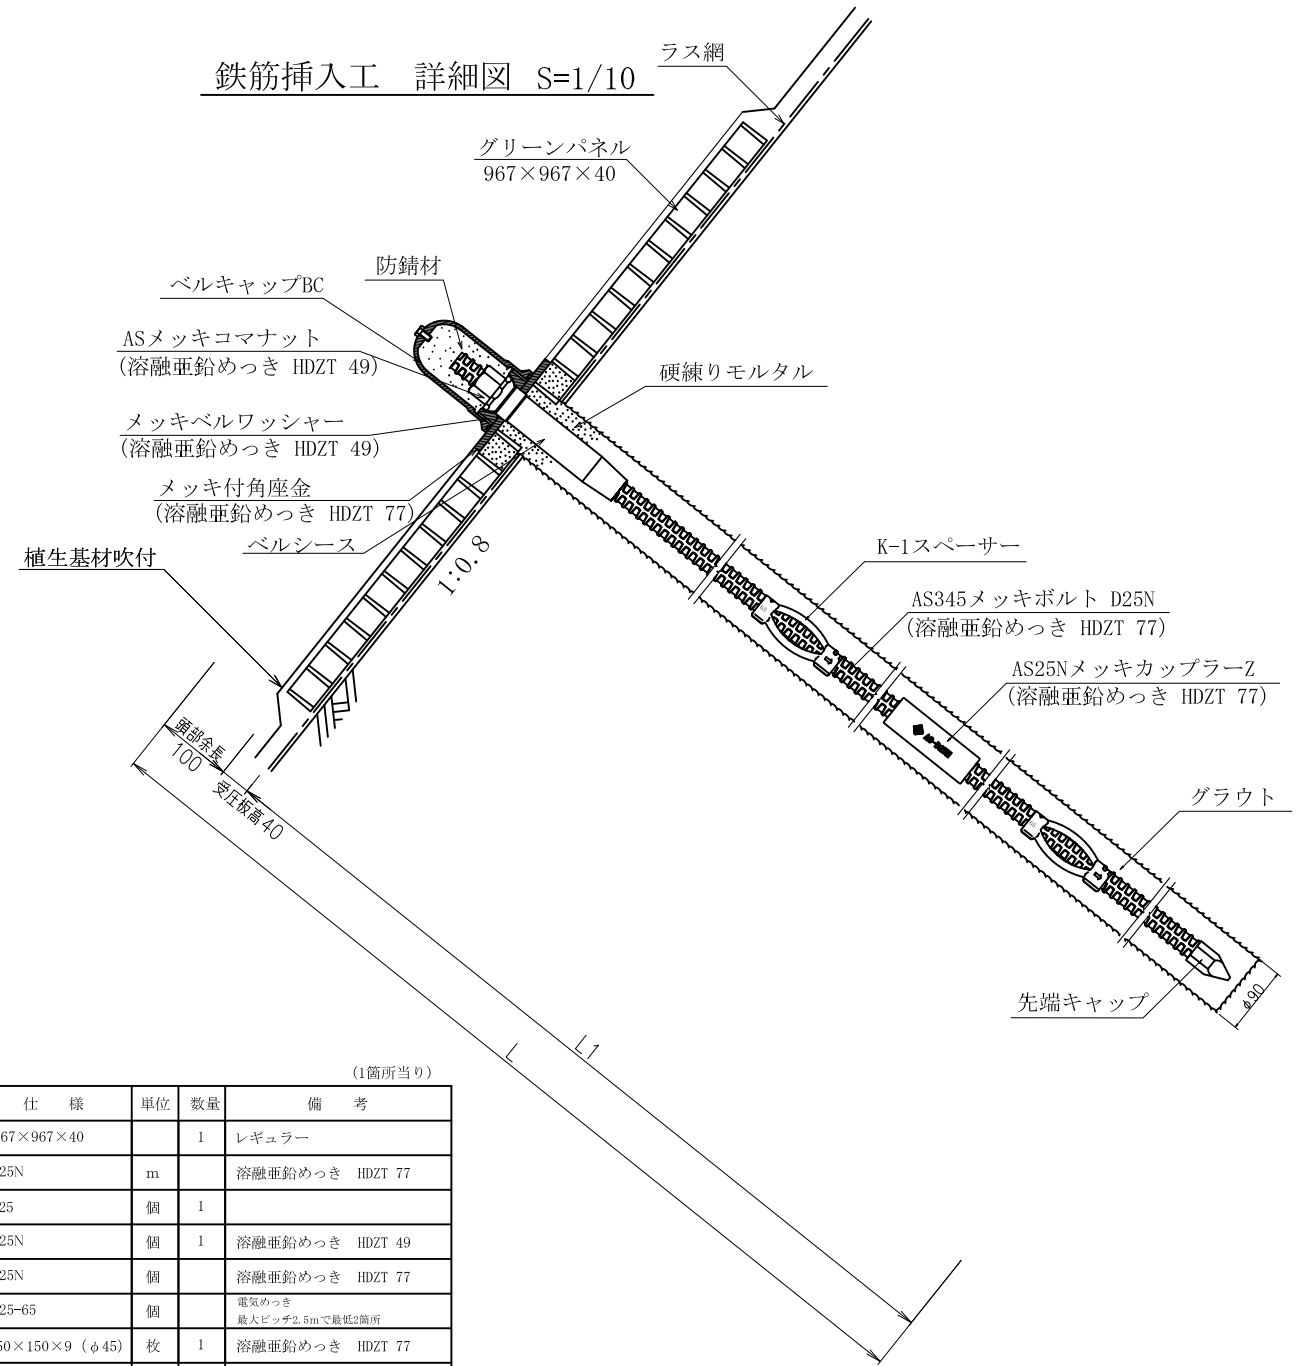 鉄筋挿入工　詳細図　S=1/10
ラス網
グリーンパネル
967×967×40
防錆材
ベルキャップBC
ASメッキコマナット
(溶融亜鉛めっき HDZT 49)
硬練りモルタル
メッキベルワッシャー
(溶融亜鉛めっき HDZT 49)
メッキ付角座金
(溶融亜鉛めっき HDZT 77)
ベルシース
1:0.8
植生基材吹付
K-1スペーサー
AS345メッキボルト D25N
(溶融亜鉛めっき HDZT 77)
AS25NメッキカップラーZ
(溶融亜鉛めっき HDZT 77)
頭部余長
100
受圧板高40
グラウト
先端キャップ
φ90
L1
L
(1箇所当り)
仕　様 単位 数量 備　考
67×967×40 1 レギュラー
25N m 溶融亜鉛めっき HDZT 77
25 個 1
25N 個 1 溶融亜鉛めっき HDZT 49
25N 個 溶融亜鉛めっき HDZT 77
25-65 個 電気めっき
最大ピッチ2.5mで最低2箇所
50×150×9 (φ45) 枚 1 溶融亜鉛めっき HDZT 77